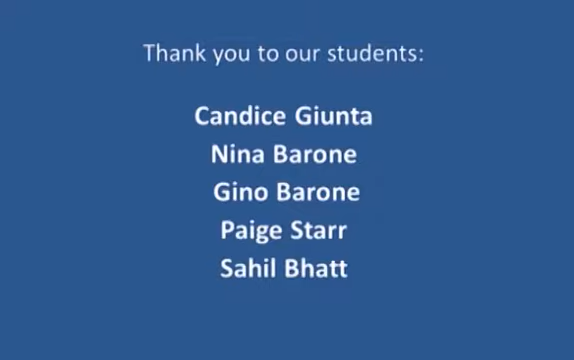 Thank you to our students:
Candice Giunta
Nina Barone
Gino Barone
Paige Starr
Sahil Bhatt